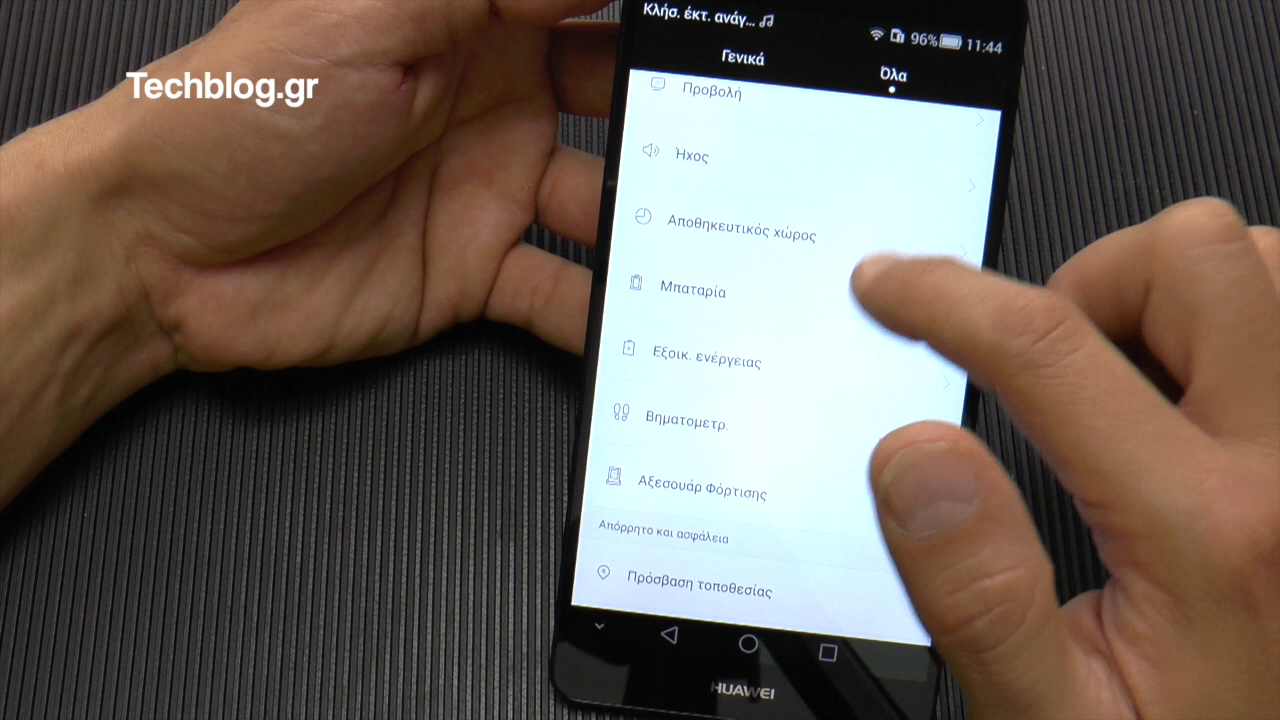 Techblog.gr
Κλήσ. έκτ. ανάγ...
96% 11:44
Γενικά
Όλα
Προβολή
Ήχος
Αποθηκευτικός χώρος
Μπαταρία
Εξοικ. ενέργειας
Βηματομετρ.
Αξεσουάρ Φόρτισης
Απόρρητο και ασφάλεια
Πρόσβαση τοποθεσίας
HUAWEI